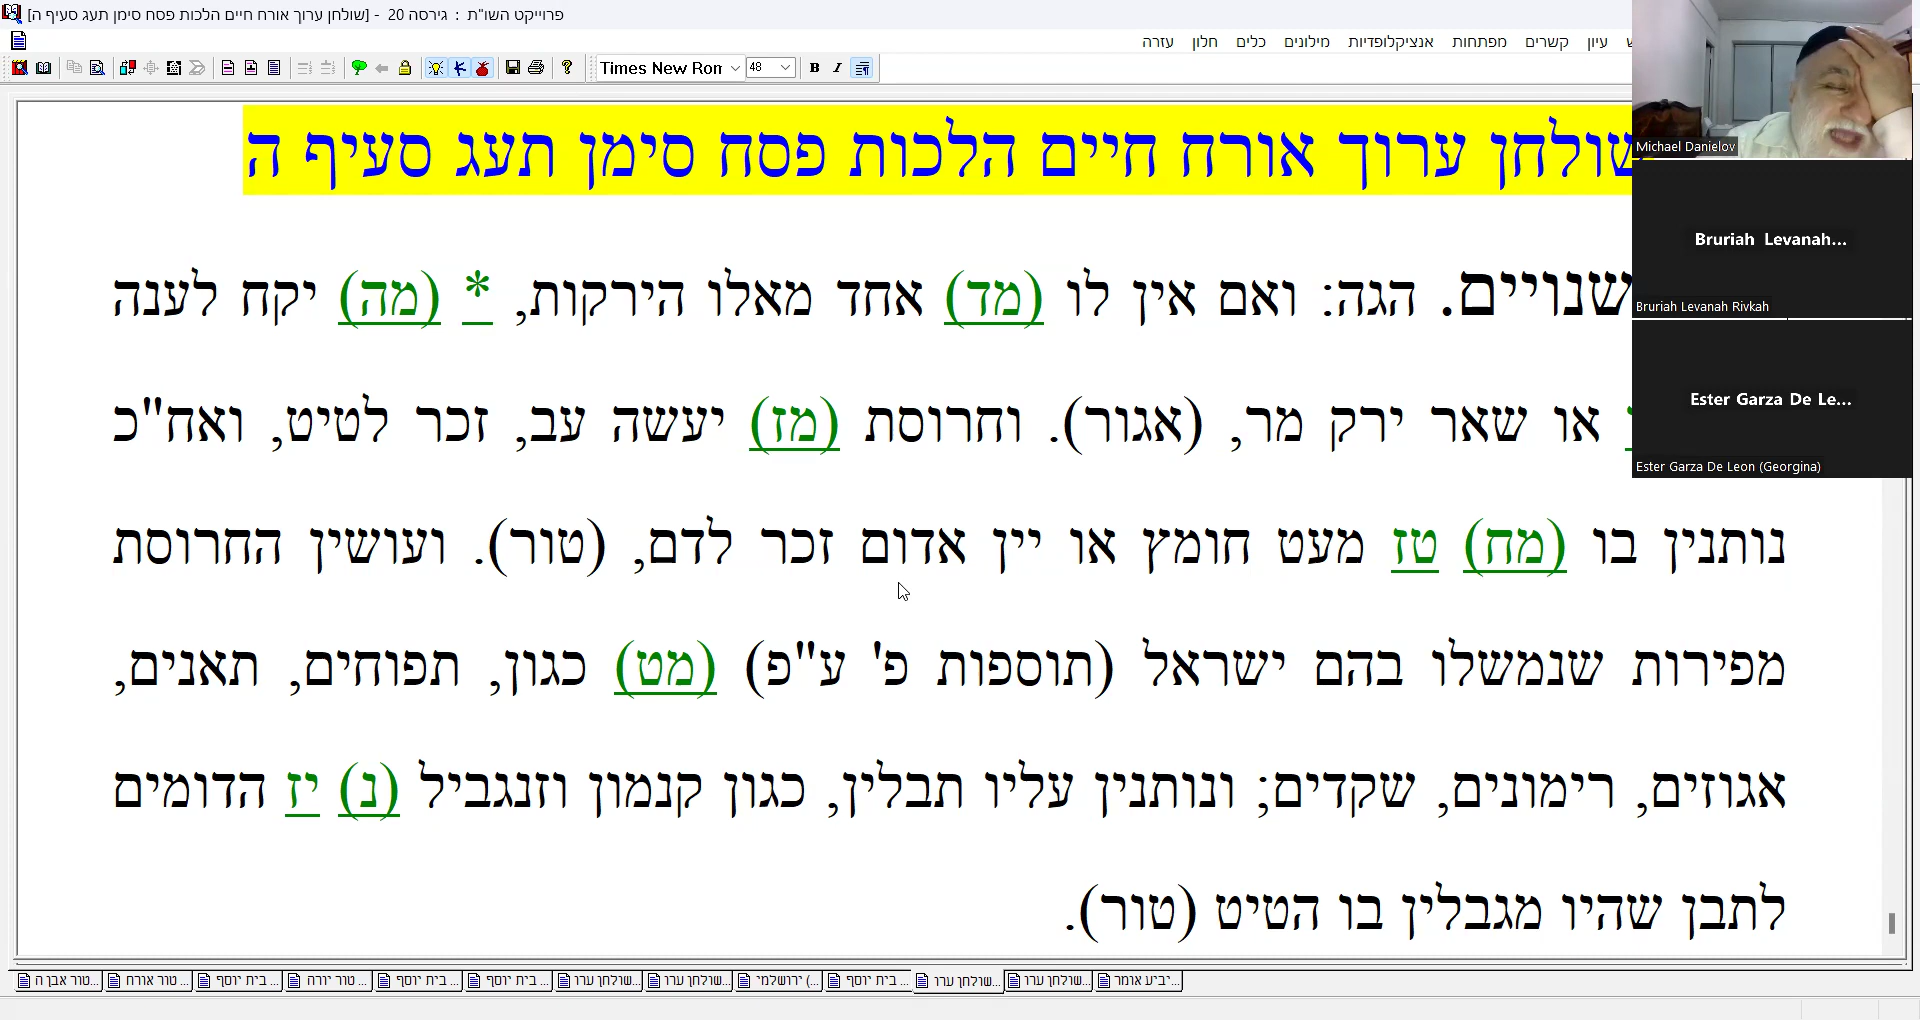 פרוייקט השו"ת : גירסה 20 - [שולחן ערוך אורח חיים הלכות פסח סימן תעג סעיף ה]
עיון קשרים מפתחות אנציקלופדיות מילונים כלים חלון עזרה
Times New Ron 48 B I
שולחן ערוך אורח חיים הלכות פסח סימן תעג סעיף ה
שנויים. הגה: ואם אין לו (מד) אחד מאלו הירקות, * (מה) יקח לענה
או שאר ירק מר, (אגור). וחרוסת (מז) יעשה עב, זכר לטיט, ואח"כ
נותנין בו (מח) טז מעט חומץ או יין אדום זכר לדם, (טור). ועושין החרוסת
מפירות שנמשלו בהם ישראל (תוספות פ' ע"פ) (מט) כגון, תפוחים, תאנים,
אגוזים, רימונים, שקדים; ונותנין עליו תבלין, כגון קנמון וזנגביל (נ) יז הדומים
לתבן שהיו מגבלין בו הטיט (טור).
Michael Danielov
Bruriah Levanah...
Bruriah Levanah Rivkah
Ester Garza De Le...
Ester Garza De Leon (Georgina)
טור אבן ה... טור אורח ... בית יוסף ... טור יורה ... בית יוסף ... בית יוסף ... שולחן ערו... שולחן ערו... ירושלמי (... בית יוסף ... שולחן ערו... שולחן ערו... יביע אומר...